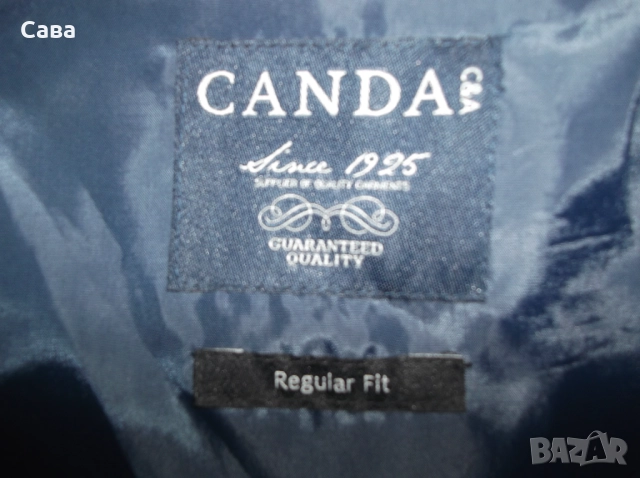 Сава
CANDA C&A
Since 1925
SUPPLIER OF QUALITY GARMENTS
GUARANTEED
QUALITY
Regular Fit
BAZAR